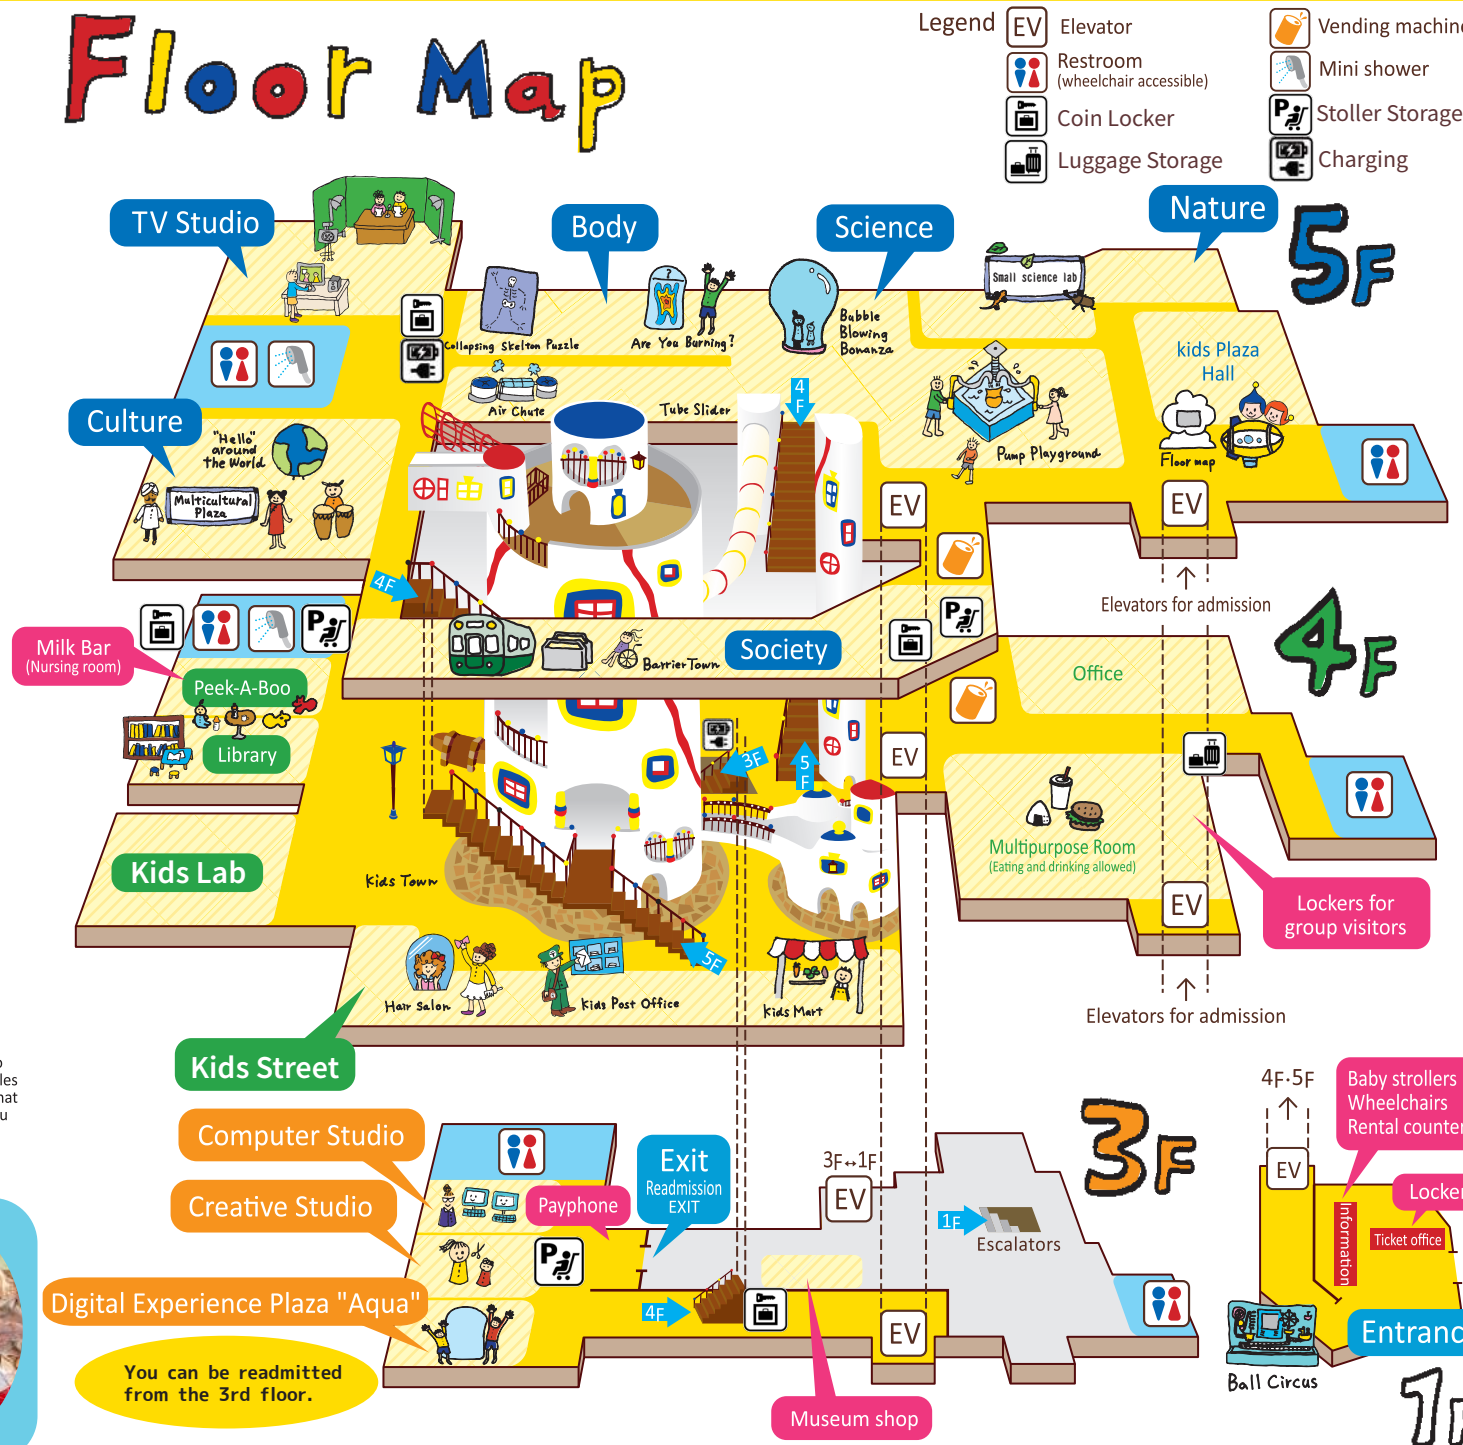 Floor Map
Legend
EV
Elevator
Restroom
(wheelchair accessible)
Coin Locker
Luggage Storage
Vending machine
Mini shower
P
Stoller Storage
Charging
5F
TV Studio
Body
Science
Nature
Small science lab
Collapsing Skelton Puzzle
?
Are You Burning?
Bubble
Blowing
Bonanza
kids Plaza
Hall
Air Chute
Tube Slider
4
F
Culture
"Hello"
around
the World
Multicultural
Plaza
Pump Playground
Floor map
EV
EV
4F
Elevators for admission
4F
P
P
Milk Bar
(Nursing room)
Peek-A-Boo
Library
Barrier Town
Society
Office
3F
5
F
EV
Kids Lab
Kids Town
Multipurpose Room
(Eating and drinking allowed)
EV
Lockers for
group visitors
5F
Hair salon
Kids Post Office
Kids Mart
Elevators for admission
Kids Street
les
hat
u
Computer Studio
Creative Studio
Digital Experience Plaza "Aqua"
Payphone
Exit
Readmission
EXIT
3F↔1F
EV
3F
1F
Escalators
P
4F
EV
You can be readmitted
from the 3rd floor.
Museum shop
4F·5F
EV
Baby strollers
Wheelchairs
Rental counter
Locker
Information
Ticket office
Entranc
Ball Circus
1F